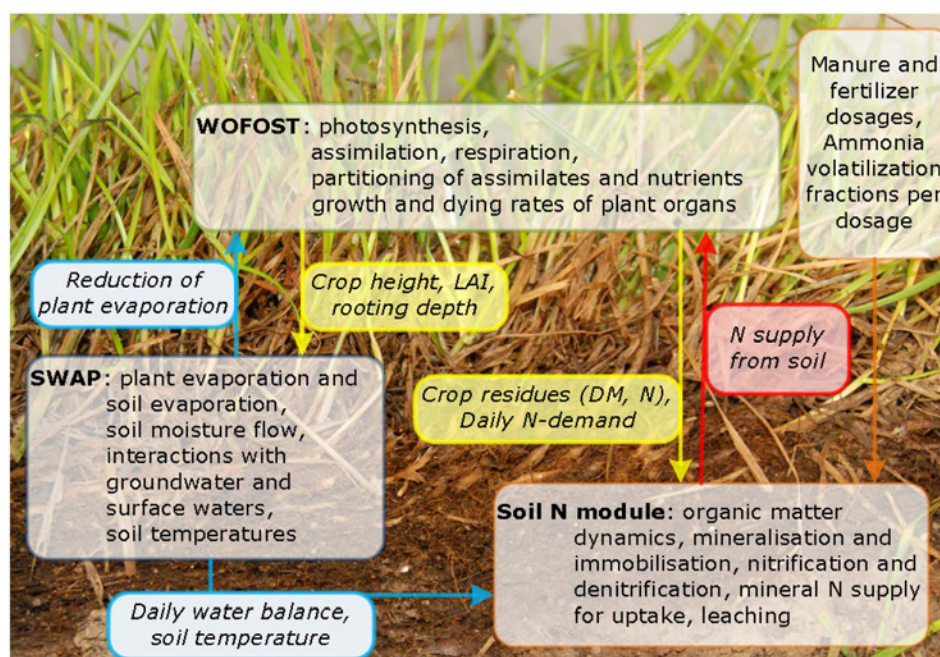 Manure and
fertilizer
dosages,
Ammonia
volatilization
fractions per
dosage
WOFOST: photosynthesis,
assimilation, respiration,
partitioning of assimilates and nutrients
growth and dying rates of plant organs
Reduction of
plant evaporation
Crop height, LAI,
rooting depth
N supply
from soil
SWAP: plant evaporation and
soil evaporation,
soil moisture flow,
interactions with
groundwater and
surface waters,
soil temperatures
Crop residues (DM, N),
Daily N-demand
Soil N module: organic matter
dynamics, mineralisation and
immobilisation, nitrification and
denitrification, mineral N supply
for uptake, leaching
Daily water balance,
soil temperature